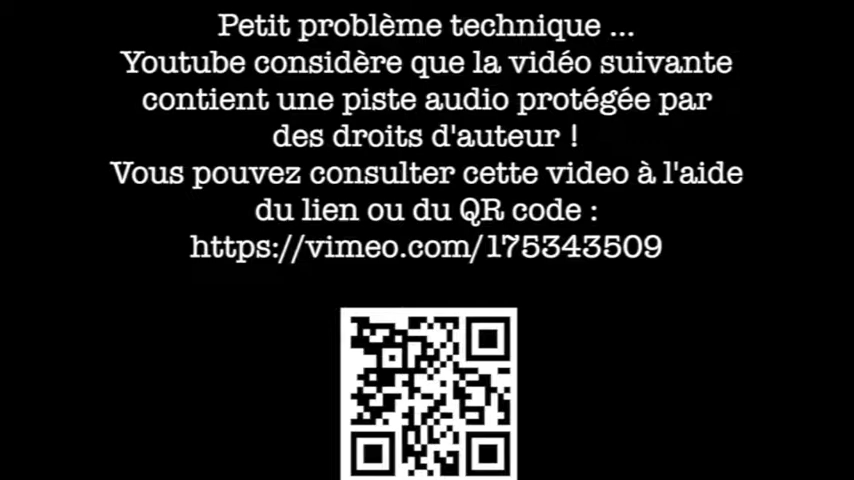 Petit problème technique ...
Youtube considère que la vidéo suivante
contient une piste audio protégée par
des droits d'auteur !
Vous pouvez consulter cette video à l'aide
du lien ou du QR code :
https://vimeo.com/175343509